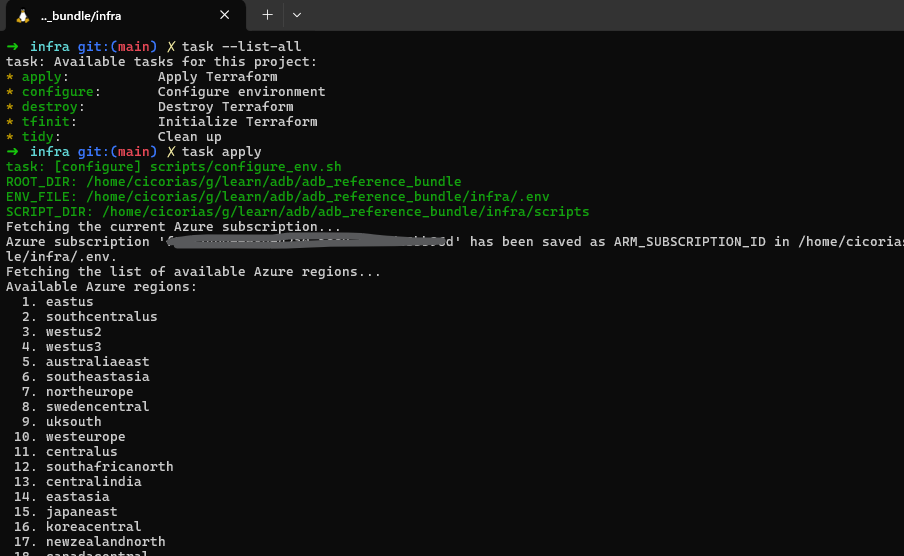 .._bundle/infra
→ infra git:(main) ✗ task --list-all
task: Available tasks for this project:
* apply: Apply Terraform
* configure: Configure environment
* destroy: Destroy Terraform
* tfinit: Initialize Terraform
* tidy: Clean up
→ infra git:(main) ✗ task apply
task: [configure] scripts/configure_env.sh
ROOT_DIR: /home/cicorias/g/learn/adb/adb_reference_bundle
ENV_FILE: /home/cicorias/g/learn/adb/adb_reference_bundle/infra/.env
SCRIPT_DIR: /home/cicorias/g/learn/adb/adb_reference_bundle/infra/scripts
Fetching the current Azure subscription...
Azure subscription ' ' has been saved as ARM_SUBSCRIPTION_ID in /home/cicorias
le/infra/.env.
Fetching the list of available Azure regions...
Available Azure regions:
1. eastus
2. southcentralus
3. westus2
4. westus3
5. australiaeast
6. southeastasia
7. northeurope
8. swedencentral
9. uksouth
10. westeurope
11. centralus
12. southafricanorth
13. centralindia
14. eastasia
15. japaneast
16. koreacentral
17. newzealandnorth
18. canadacentral